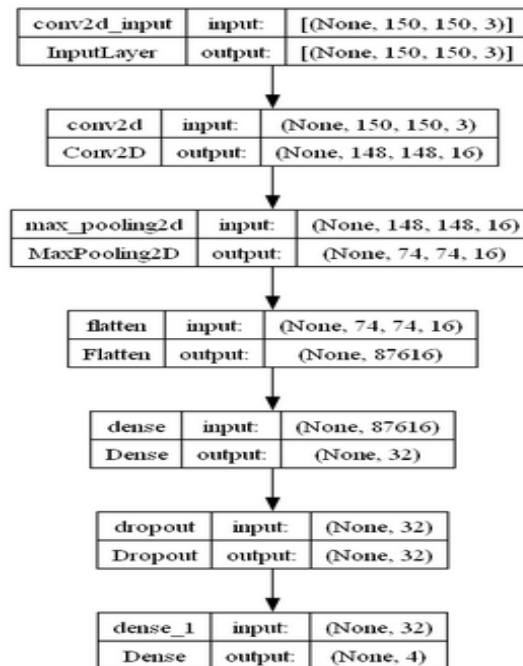 conv2d_input input: [(None, 150, 150, 3)]
InputLayer output: [(None, 150, 150, 3)]
conv2d input: (None, 150, 150, 3)
Conv2D output: (None, 148, 148, 16)
max_pooling2d input: (None, 148, 148, 16)
MaxPooling2D output: (None, 74, 74, 16)
flatten input: (None, 74, 74, 16)
Flatten output: (None, 87616)
dense input: (None, 87616)
Dense output: (None, 32)
dropout input: (None, 32)
Dropout output: (None, 32)
dense_1 input: (None, 32)
Dense output: (None, 4)